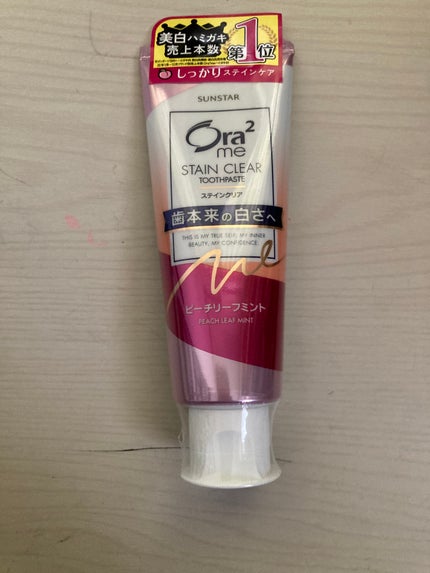 美白ハミガキ
売上本数
第1位
しっかりステインケア
SUNSTAR
Ora2
me
STAIN CLEAR
TOOTHPASTE
ステインクリア
歯本来の白さへ
THIS IS MY TRUE SELF, MY INNER
BEAUTY, MY CONFIDENCE.
me
ピーチリーフミント
PEACH LEAF MINT